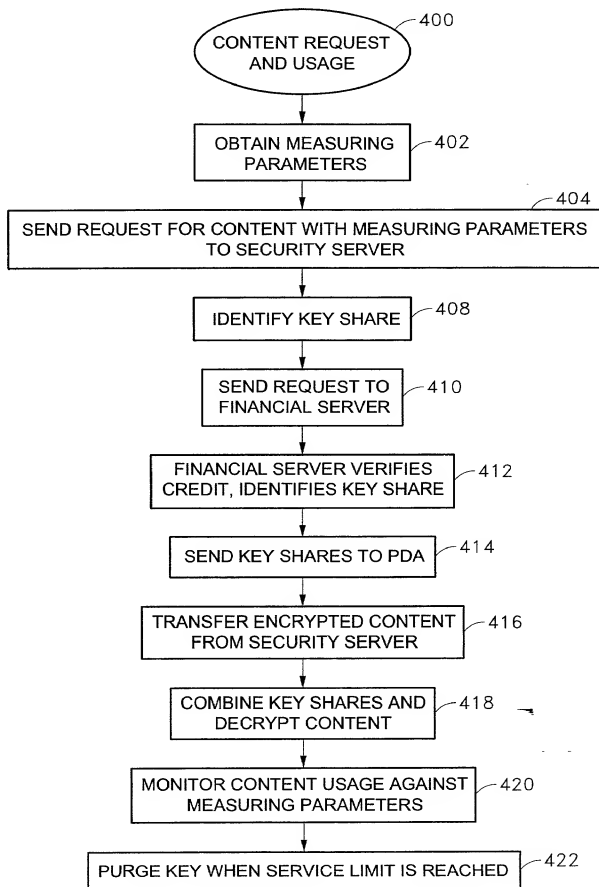 400
CONTENT REQUEST
AND USAGE
402
OBTAIN MEASURING
PARAMETERS
404
SEND REQUEST FOR CONTENT WITH MEASURING PARAMETERS
TO SECURITY SERVER
408
IDENTIFY KEY SHARE
410
SEND REQUEST TO
FINANCIAL SERVER
412
FINANCIAL SERVER VERIFIES
CREDIT, IDENTIFIES KEY SHARE
414
SEND KEY SHARES TO PDA
416
TRANSFER ENCRYPTED CONTENT
FROM SECURITY SERVER
418
COMBINE KEY SHARES AND
DECRYPT CONTENT
420
MONITOR CONTENT USAGE AGAINST
MEASURING PARAMETERS
422
PURGE KEY WHEN SERVICE LIMIT IS REACHED